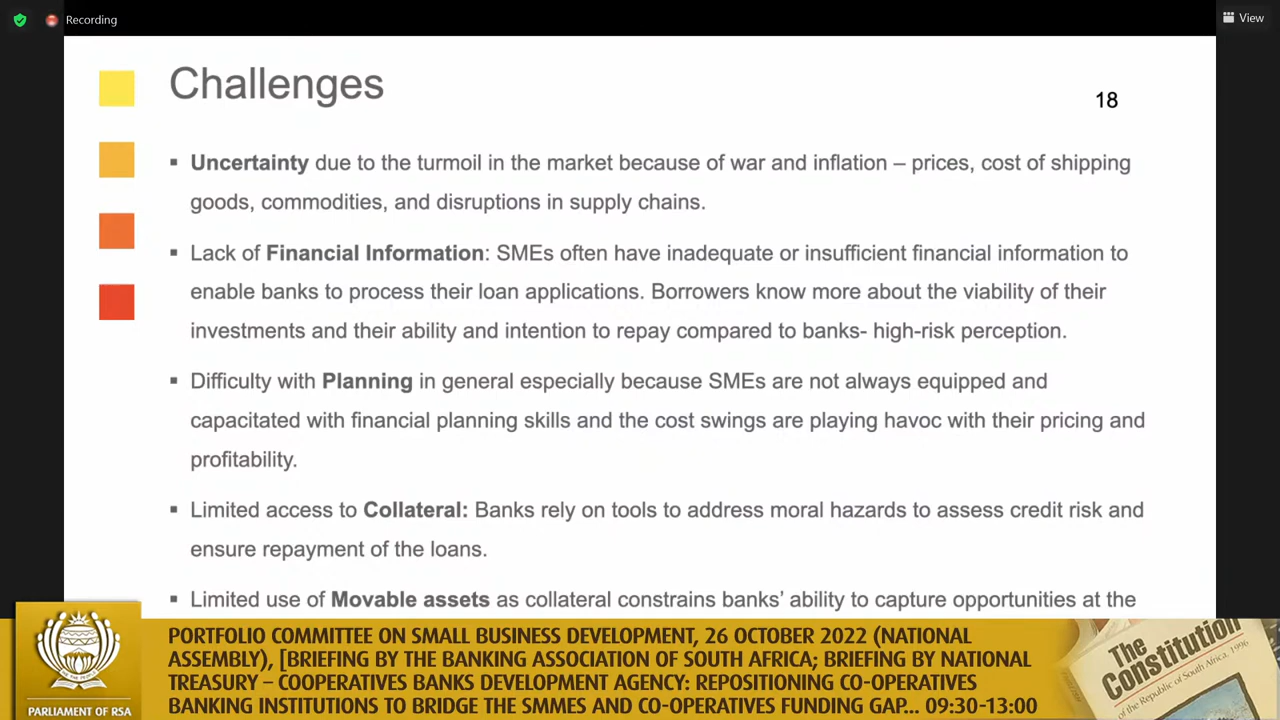 Recording
View
Challenges
18
▪ Uncertainty due to the turmoil in the market because of war and inflation – prices, cost of shipping
goods, commodities, and disruptions in supply chains.
▪ Lack of Financial Information: SMEs often have inadequate or insufficient financial information to
enable banks to process their loan applications. Borrowers know more about the viability of their
investments and their ability and intention to repay compared to banks- high-risk perception.
▪ Difficulty with Planning in general especially because SMEs are not always equipped and
capacitated with financial planning skills and the cost swings are playing havoc with their pricing and
profitability.
▪ Limited access to Collateral: Banks rely on tools to address moral hazards to assess credit risk and
ensure repayment of the loans.
▪ Limited use of Movable assets as collateral constrains banks’ ability to capture opportunities at the
PORTFOLIO COMMITTEE ON SMALL BUSINESS DEVELOPMENT, 26 OCTOBER 2022 (NATIONAL
ASSEMBLY), [BRIEFING BY THE BANKING ASSOCIATION OF SOUTH AFRICA; BRIEFING BY NATIONAL
TREASURY – COOPERATIVES BANKS DEVELOPMENT AGENCY: REPOSITIONING CO-OPERATIVES
BANKING INSTITUTIONS TO BRIDGE THE SMMES AND CO-OPERATIVES FUNDING GAP... 09:30-13:00
PARLIAMENT OF RSA
The
Constitution
of the Republic of South Africa, 1996